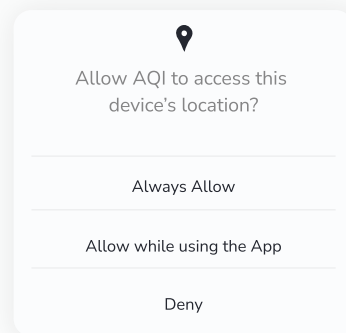 Allow AQI to access this
device’s location?
Always Allow
Allow while using the App
Deny